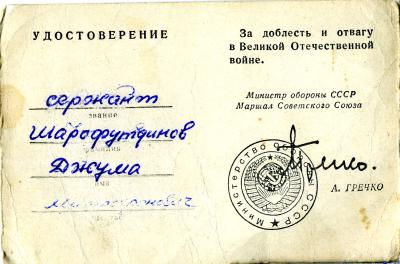 УДОСТОВЕРЕНИЕ
сержант
звание
Шарофутдинов
фамилия
Джума
имя
За доблесть и отвагу
в Великой Отечественной
войне.
Министр обороны СССР
Маршал Советского Союза
А. ГРЕЧКО